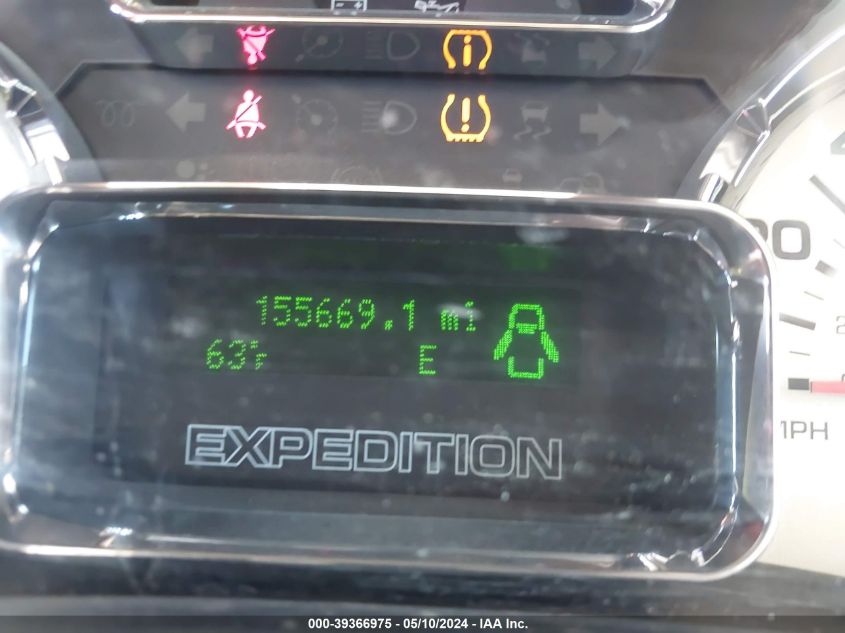 155669.1 mi
63°F E
EXPEDITION
MPH
000-39366975 - 05/10/2024 - IAA Inc.